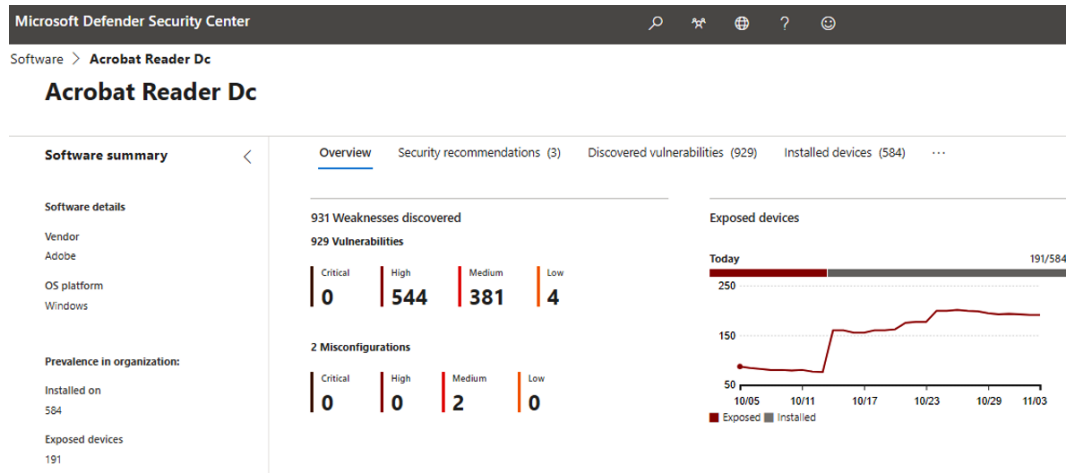 Microsoft Defender Security Center
Software > Acrobat Reader Dc
Acrobat Reader Dc
Software summary
Software details
Vendor
Adobe
OS platform
Windows
Prevalence in organization:
Installed on
584
Exposed devices
191
Overview Security recommendations (3) Discovered vulnerabilities (929) Installed devices (584) ...
931 Weaknesses discovered
929 Vulnerabilities
Critical High Medium Low
0 544 381 4
2 Misconfigurations
Critical High Medium Low
0 0 2 0
Exposed devices
Today 191/584
250
150
50
10/05 10/11 10/17 10/23 10/29 11/03
Exposed Installed